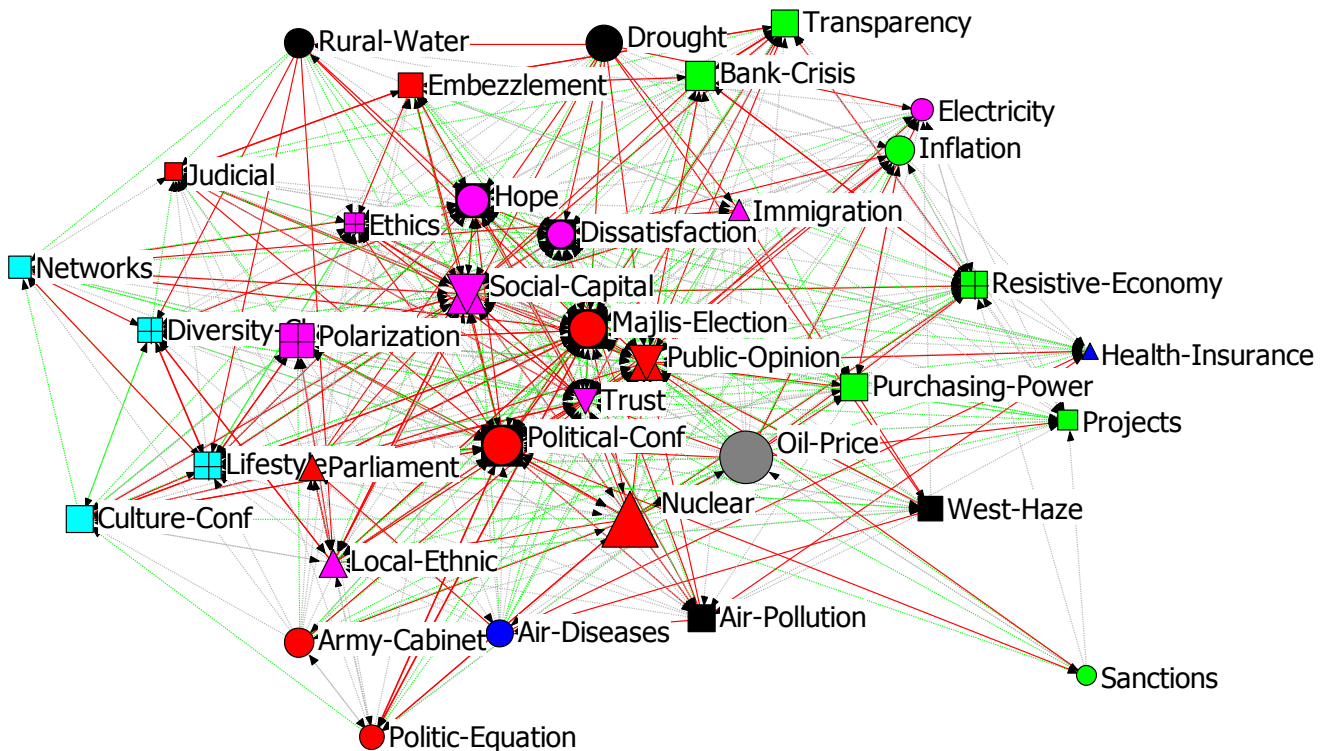 Transparency
Rural-Water
Drought
Bank-Crisis
Embezzlement
Electricity
Inflation
Judicial
Hope
Immigration
Ethics
Dissatisfaction
Networks
Social-Capital
Resistive-Economy
Majlis-Election
Diversity-
Polarization
Public-Opinion
Health-Insurance
Purchasing-Power
Trust
Projects
Political-Conf
Oil-Price
Lifestyle
Parliament
Nuclear
West-Haze
Culture-Conf
Local-Ethnic
Air-Pollution
Air-Diseases
Army-Cabinet
Sanctions
Politic-Equation